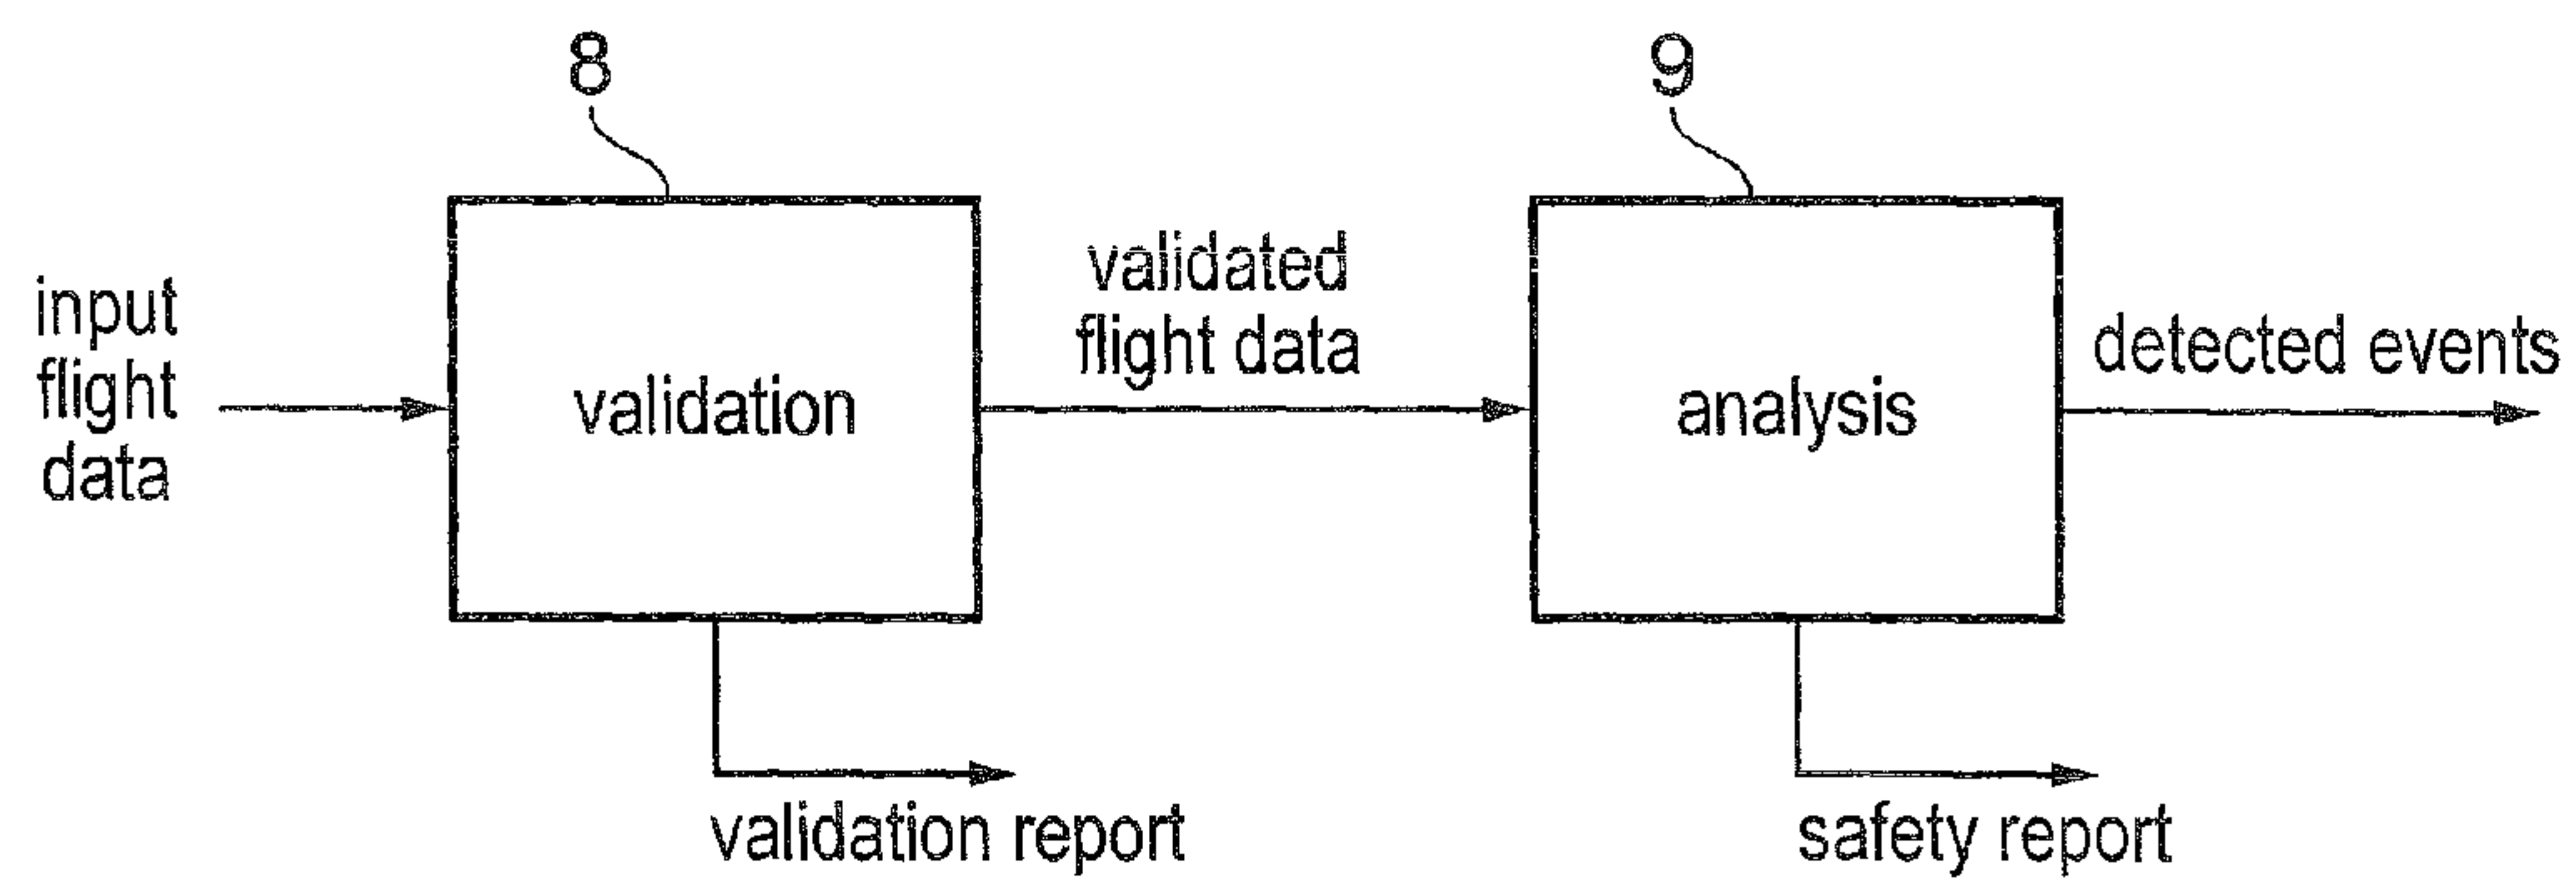 8
9
input
flight
data
validation
validated
flight data
analysis
detected events
validation report
safety report